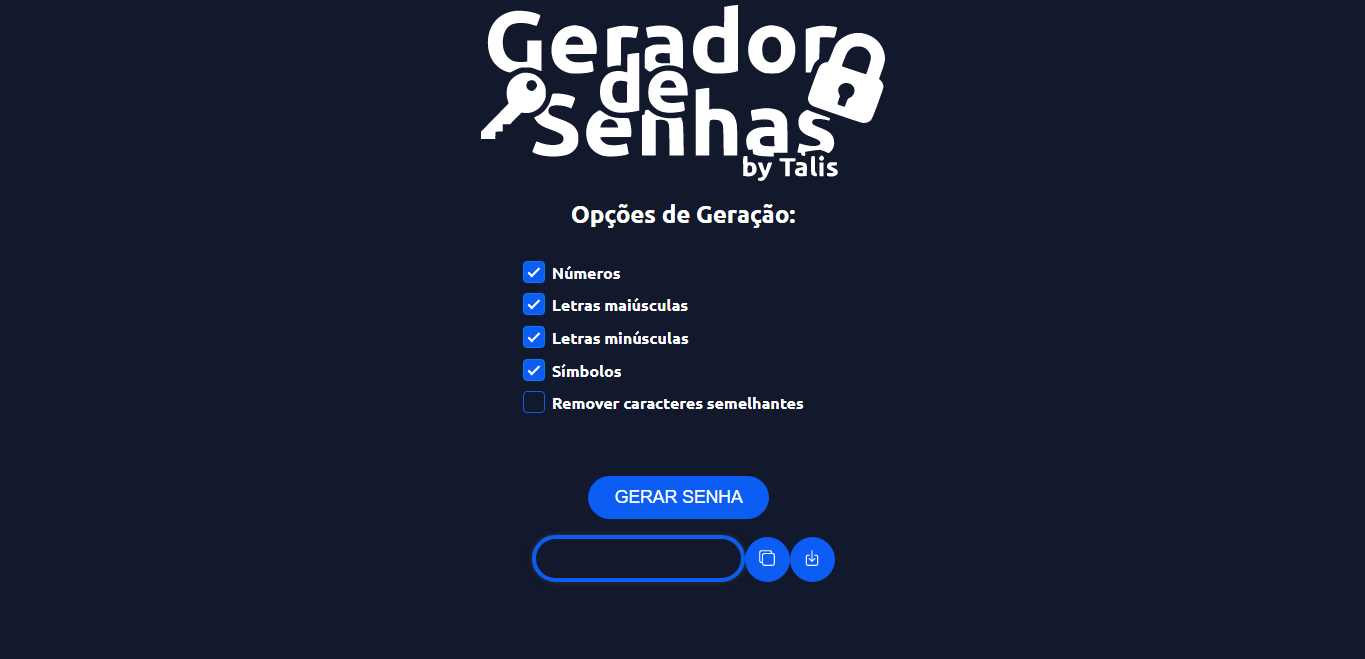 Gerador
de
Senhas
by Talis
Opções de Geração:
Números
Letras maiúsculas
Letras minúsculas
Símbolos
Remover caracteres semelhantes
GERAR SENHA